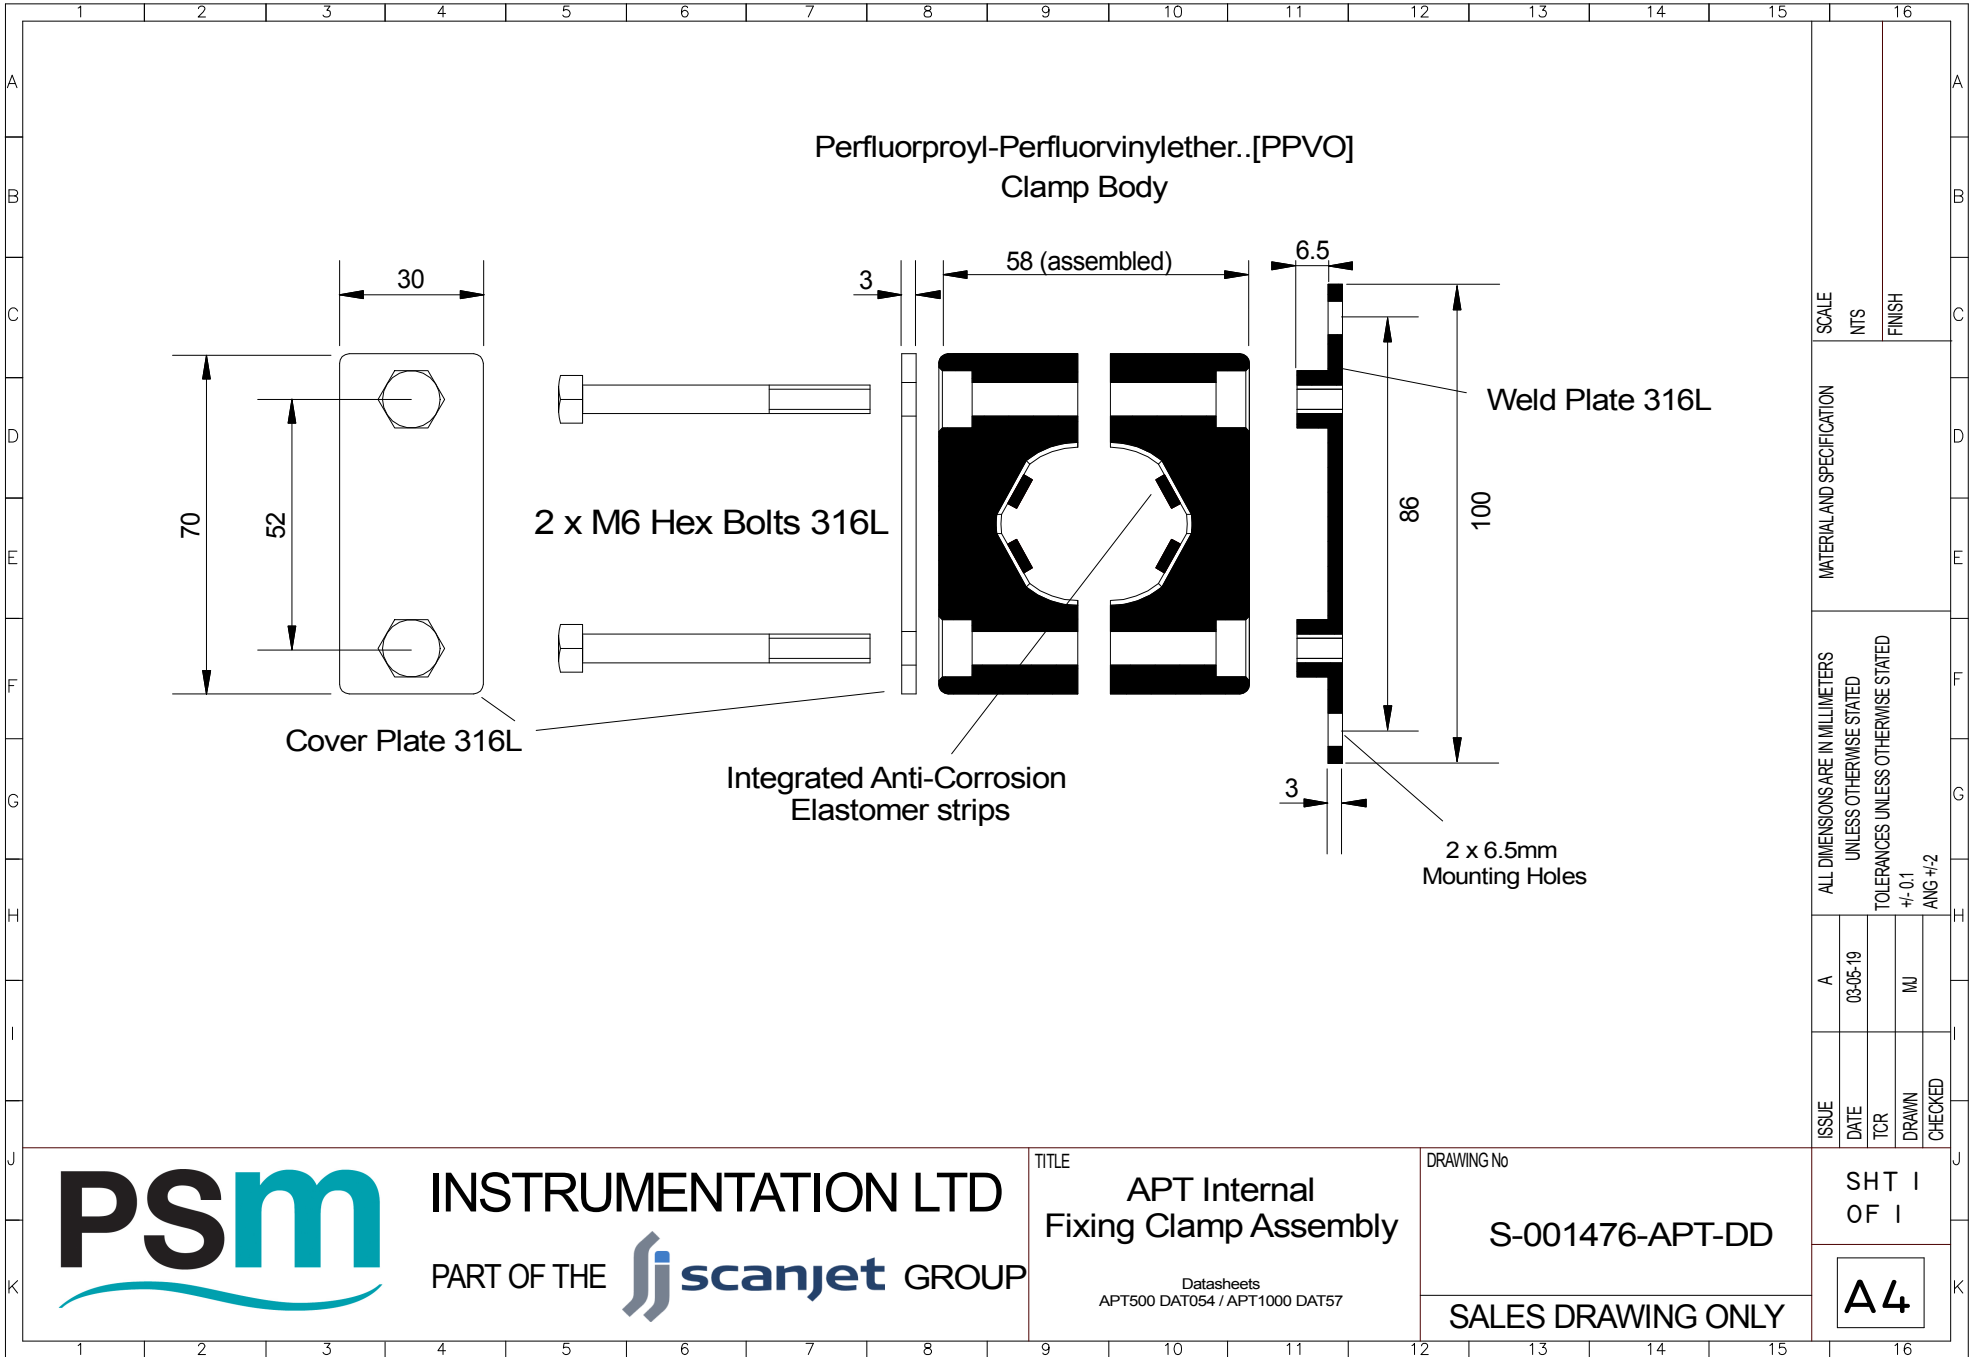 1 2 3 4 5 6 7 8 9 10 11 12 13 14 15 16
A A
B B
C C
D D
E E
F F
G G
H H
I I
J J
K K
Perfluorproyl-Perfluorvinylether..[PPVO]
Clamp Body
30
3
58 (assembled)
6.5
70
52
86
100
3
2 x M6 Hex Bolts 316L
Weld Plate 316L
Cover Plate 316L
Integrated Anti-Corrosion
Elastomer strips
2 x 6.5mm
Mounting Holes
SCALE
NTS
FINISH
MATERIAL AND SPECIFICATION
ALL DIMENSIONS ARE IN MILLIMETERS
UNLESS OTHERWISE STATED
TOLERANCES UNLESS OTHERWISE STATED
+/- 0.1
ANG +/-2
ISSUE A
DATE 03-05-19
TCR
DRAWN MJ
CHECKED
PSm
INSTRUMENTATION LTD
PART OF THE scanjet GROUP
TITLE
APT Internal
Fixing Clamp Assembly
Datasheets
APT500 DAT054 / APT1000 DAT57
DRAWING No
S-001476-APT-DD
SALES DRAWING ONLY
SHT 1
OF 1
A4
1 2 3 4 5 6 7 8 9 10 11 12 13 14 15 16